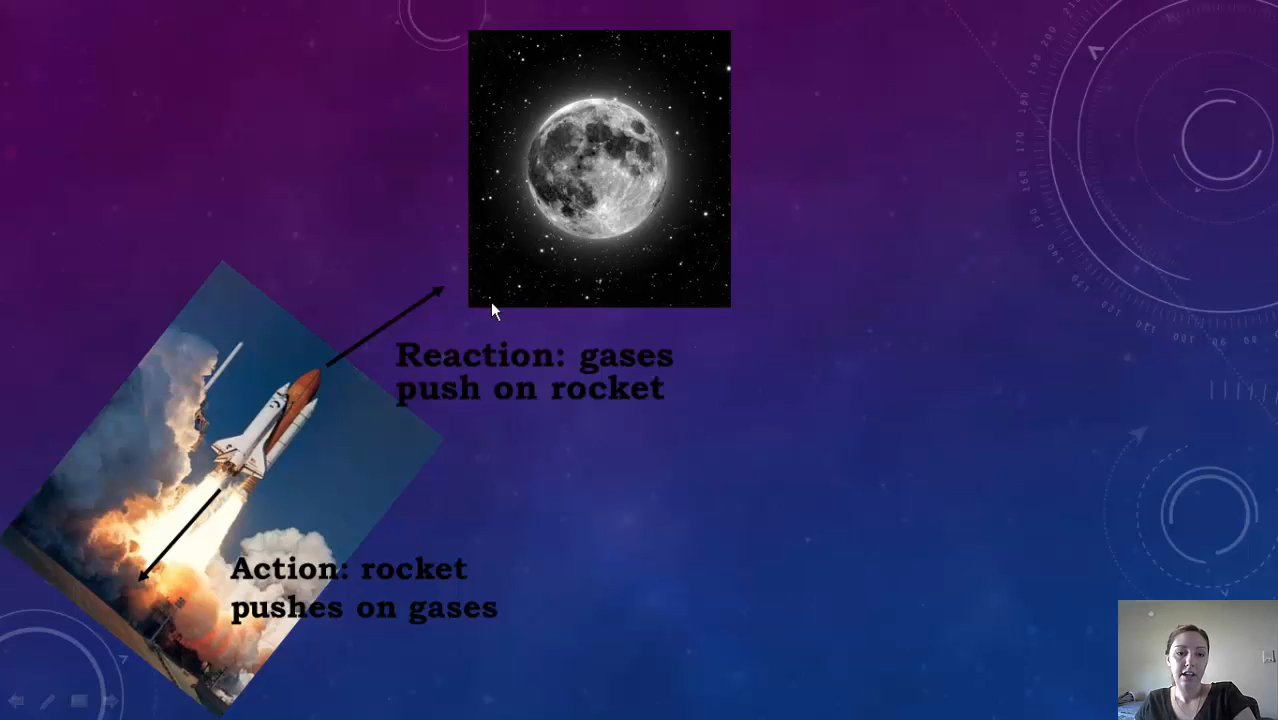 Reaction: gases
push on rocket
Action: rocket
pushes on gases